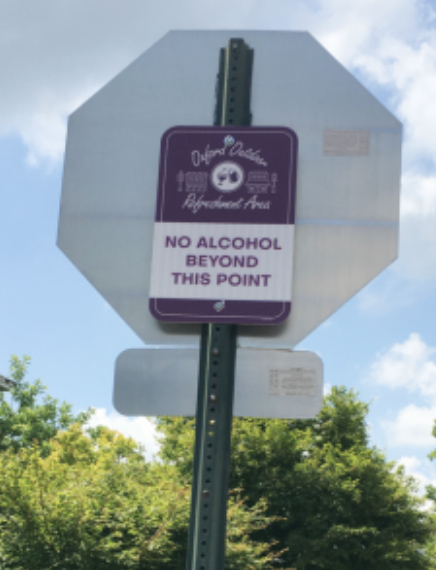 Oxford Outdoor
Refreshment Area
NO ALCOHOL
BEYOND
THIS POINT